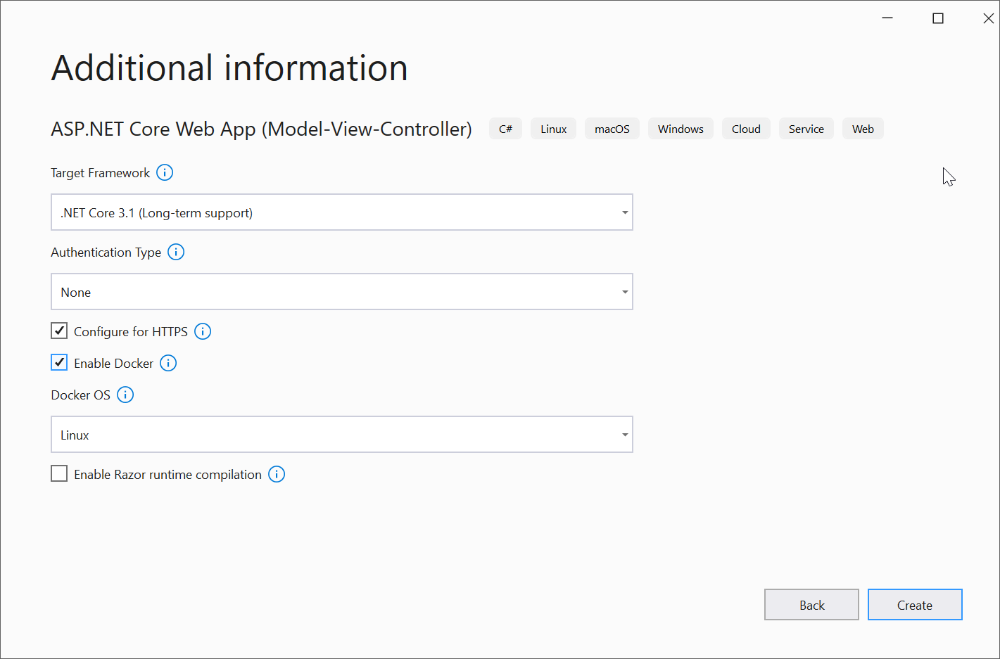 Additional information
ASP.NET Core Web App (Model-View-Controller) C# Linux macOS Windows Cloud Service Web
Target Framework
.NET Core 3.1 (Long-term support)
Authentication Type
None
Configure for HTTPS
Enable Docker
Docker OS
Linux
Enable Razor runtime compilation
Back Create